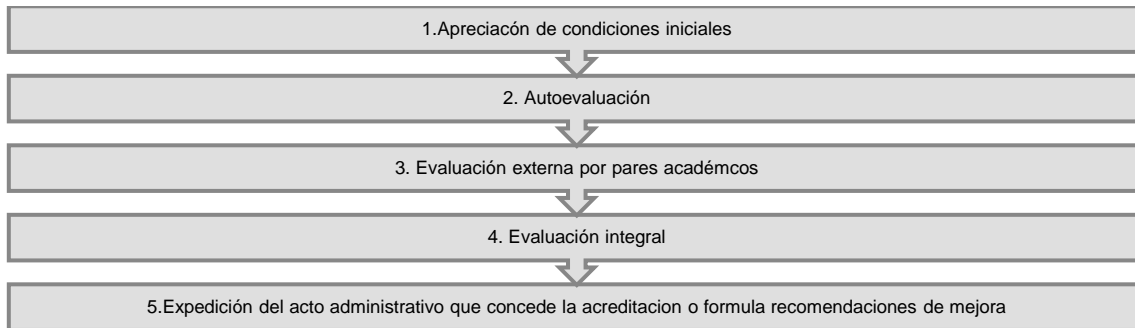 1.Apreciacón de condiciones iniciales
2. Autoevaluación
3. Evaluación externa por pares académcos
4. Evaluación integral
5.Expedición del acto administrativo que concede la acreditacion o formula recomendaciones de mejora